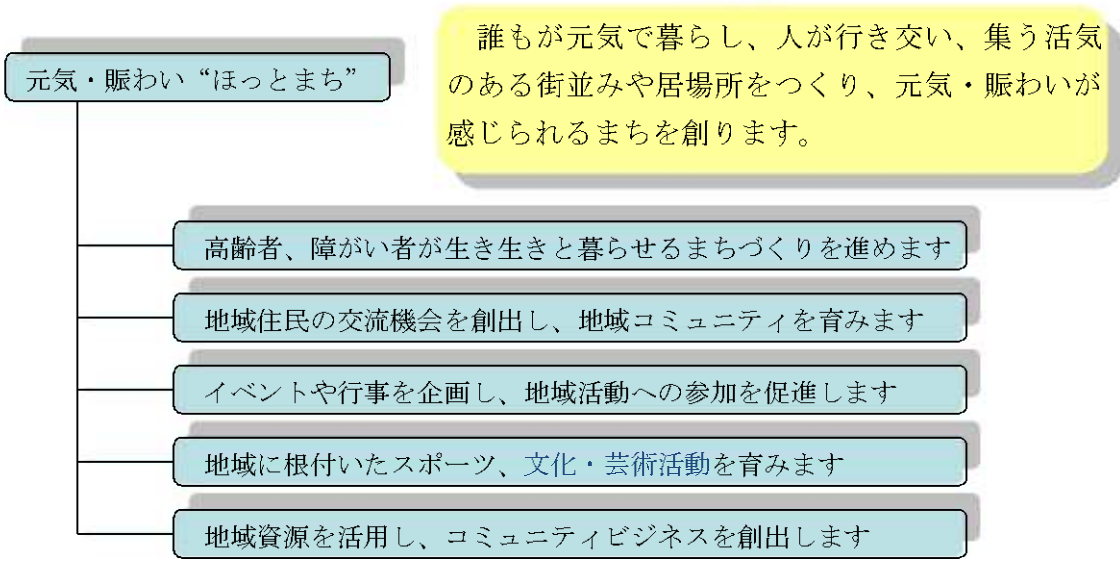 元気・賑わい“ほっとまち”
誰もが元気で暮らし、人が行き交い、集う活気
のある街並みや居場所をつくり、元気・賑わいが
感じられるまちを創ります。
高齢者、障がい者が生き生きと暮らせるまちづくりを進めます
地域住民の交流機会を創出し、地域コミュニティを育みます
イベントや行事を企画し、地域活動への参加を促進します
地域に根付いたスポーツ、文化・芸術活動を育みます
地域資源を活用し、コミュニティビジネスを創出します